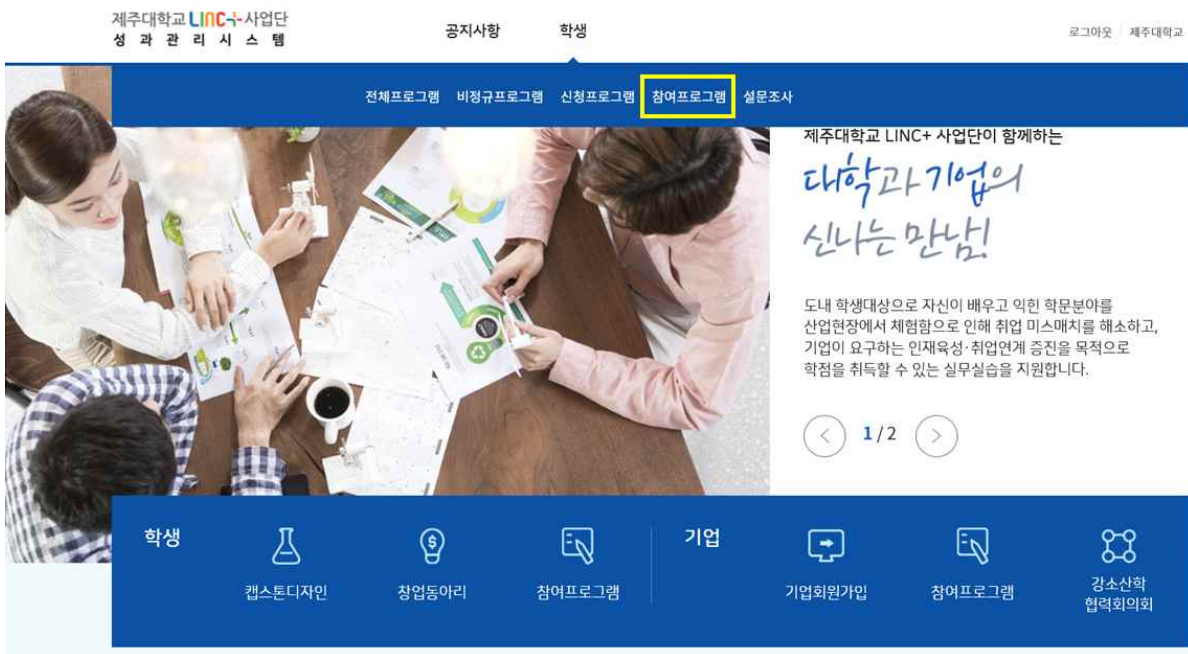 제주대학교 LINC+ 사업단
성과관리시스템
공지사항 학생
로그아웃 제주대학교
전체프로그램 비정규프로그램 신청프로그램 참여프로그램 설문조사
제주대학교 LINC+ 사업단이 함께하는
대학과 기업의
신나는 만남!
도내 학생대상으로 자신이 배우고 익힌 학문분야를
산업현장에서 체험함으로 인해 취업 미스매치를 해소하고,
기업이 요구하는 인재육성·취업연계 증진을 목적으로
학점을 취득할 수 있는 실무실습을 지원합니다.
1/2
학생
캡스톤디자인
창업동아리
참여프로그램
기업
기업회원가입
참여프로그램
강소산학
협력회의회